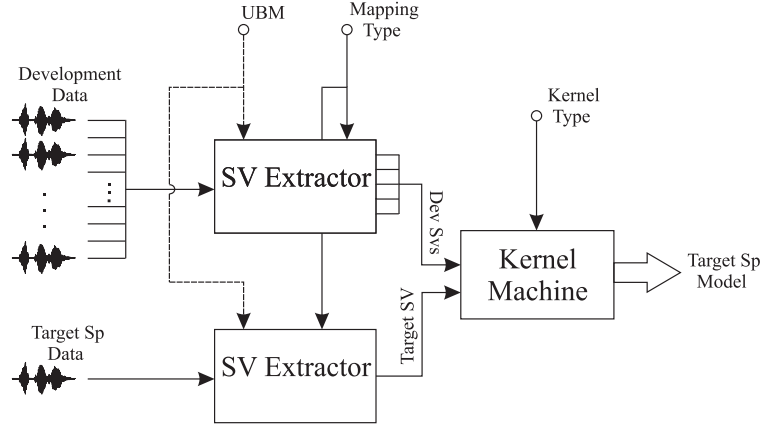 UBM
Mapping
Type
Development
Data
Kernel
Type
SV Extractor
Dev Svs
Kernel
Machine
Target Sp
Model
Target SV
Target Sp
Data
SV Extractor